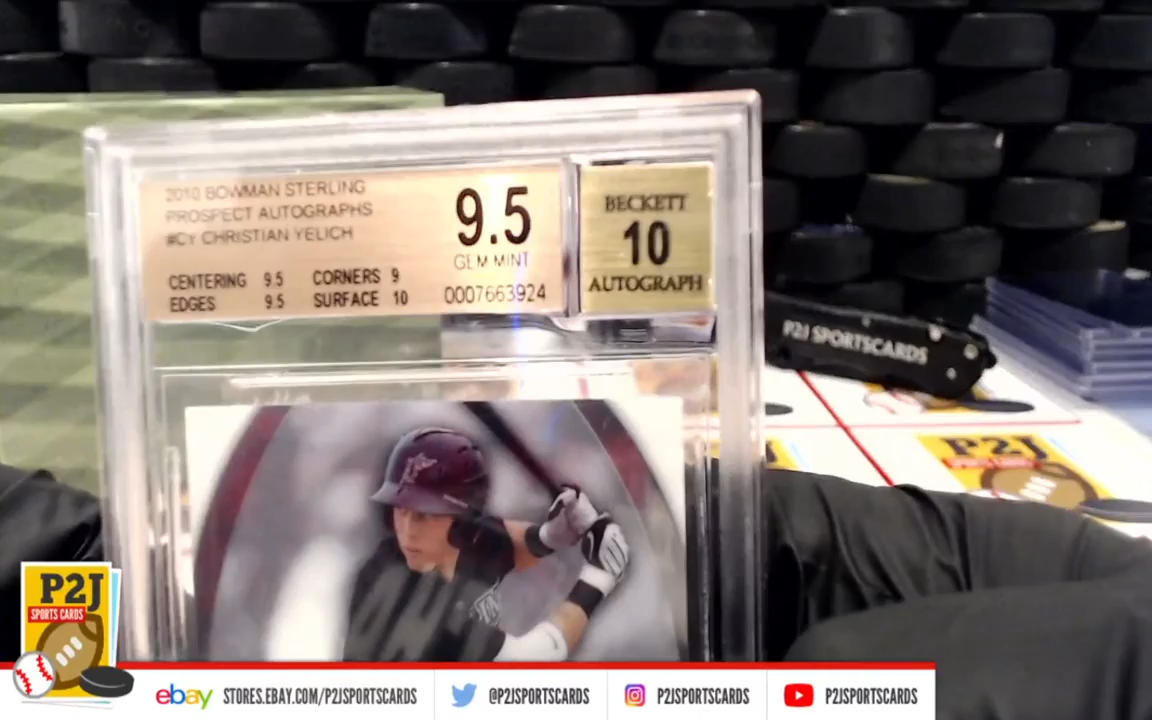 2010 BOWMAN STERLING
PROSPECT AUTOGRAPHS
#CY CHRISTIAN YELICH
CENTERING 9.5 CORNERS 9
EDGES 9.5 SURFACE 10
9.5
GEM MINT
0007663924
BECKETT
10
AUTOGRAPH
P2J SPORTSCARDS
P2J
P2J
P2J
SPORTS CARDS
ebay STORES.EBAY.COM/P2JSPORTSCARDS
@P2JSPORTSCARDS
P2JSPORTSCARDS
P2JSPORTSCARDS